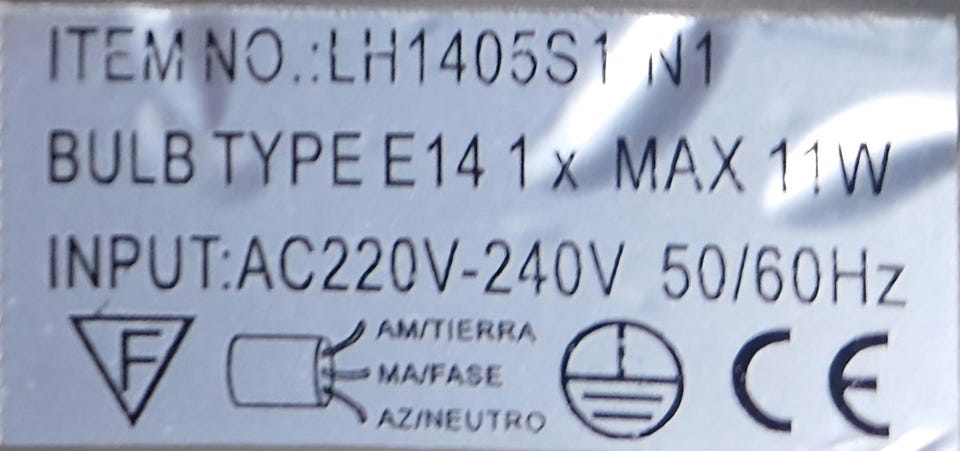 ITEM NO.:LH1405S1 N1
BULB TYPE E14 1 x MAX 11W
INPUT:AC220V-240V 50/60Hz
F
AM/TIERRA
MA/FASE
AZ/NEUTRO
CE